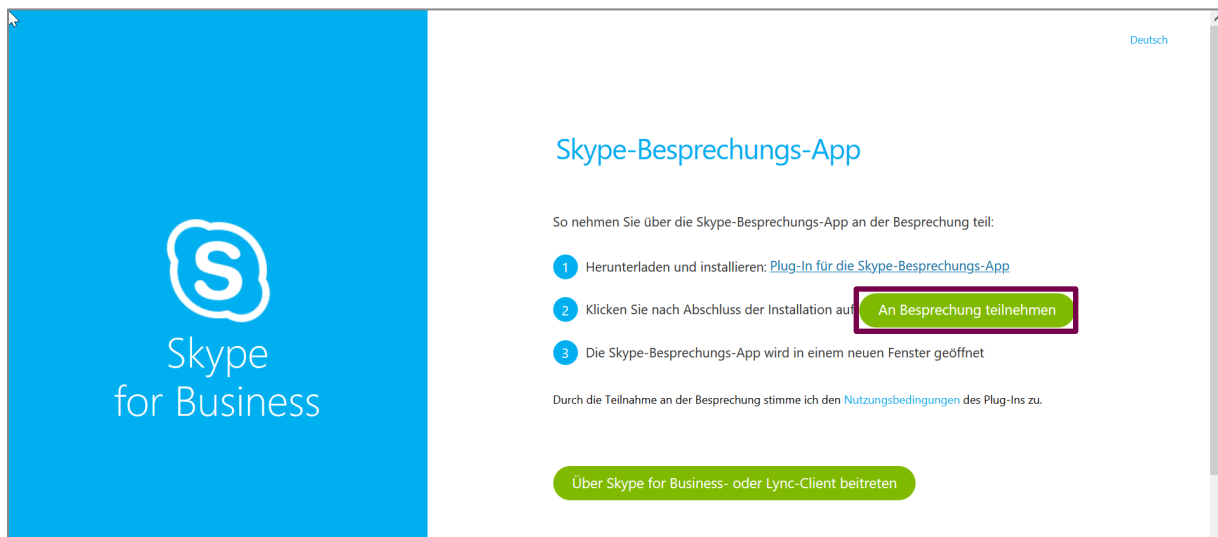 Deutsch
Skype-Besprechungs-App
So nehmen Sie über die Skype-Besprechungs-App an der Besprechung teil:
1 Herunterladen und installieren: Plug-In für die Skype-Besprechungs-App
2 Klicken Sie nach Abschluss der Installation auf An Besprechung teilnehmen
3 Die Skype-Besprechungs-App wird in einem neuen Fenster geöffnet
Durch die Teilnahme an der Besprechung stimme ich den Nutzungsbedingungen des Plug-Ins zu.
Über Skype for Business- oder Lync-Client beitreten
S
Skype
for Business